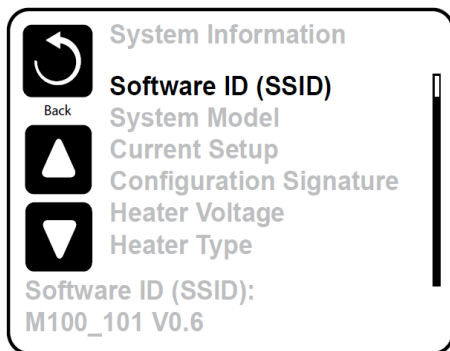 System Information
Software ID (SSID)
Back
System Model
Current Setup
Configuration Signature
Heater Voltage
Heater Type
Software ID (SSID):
M100_101 V0.6